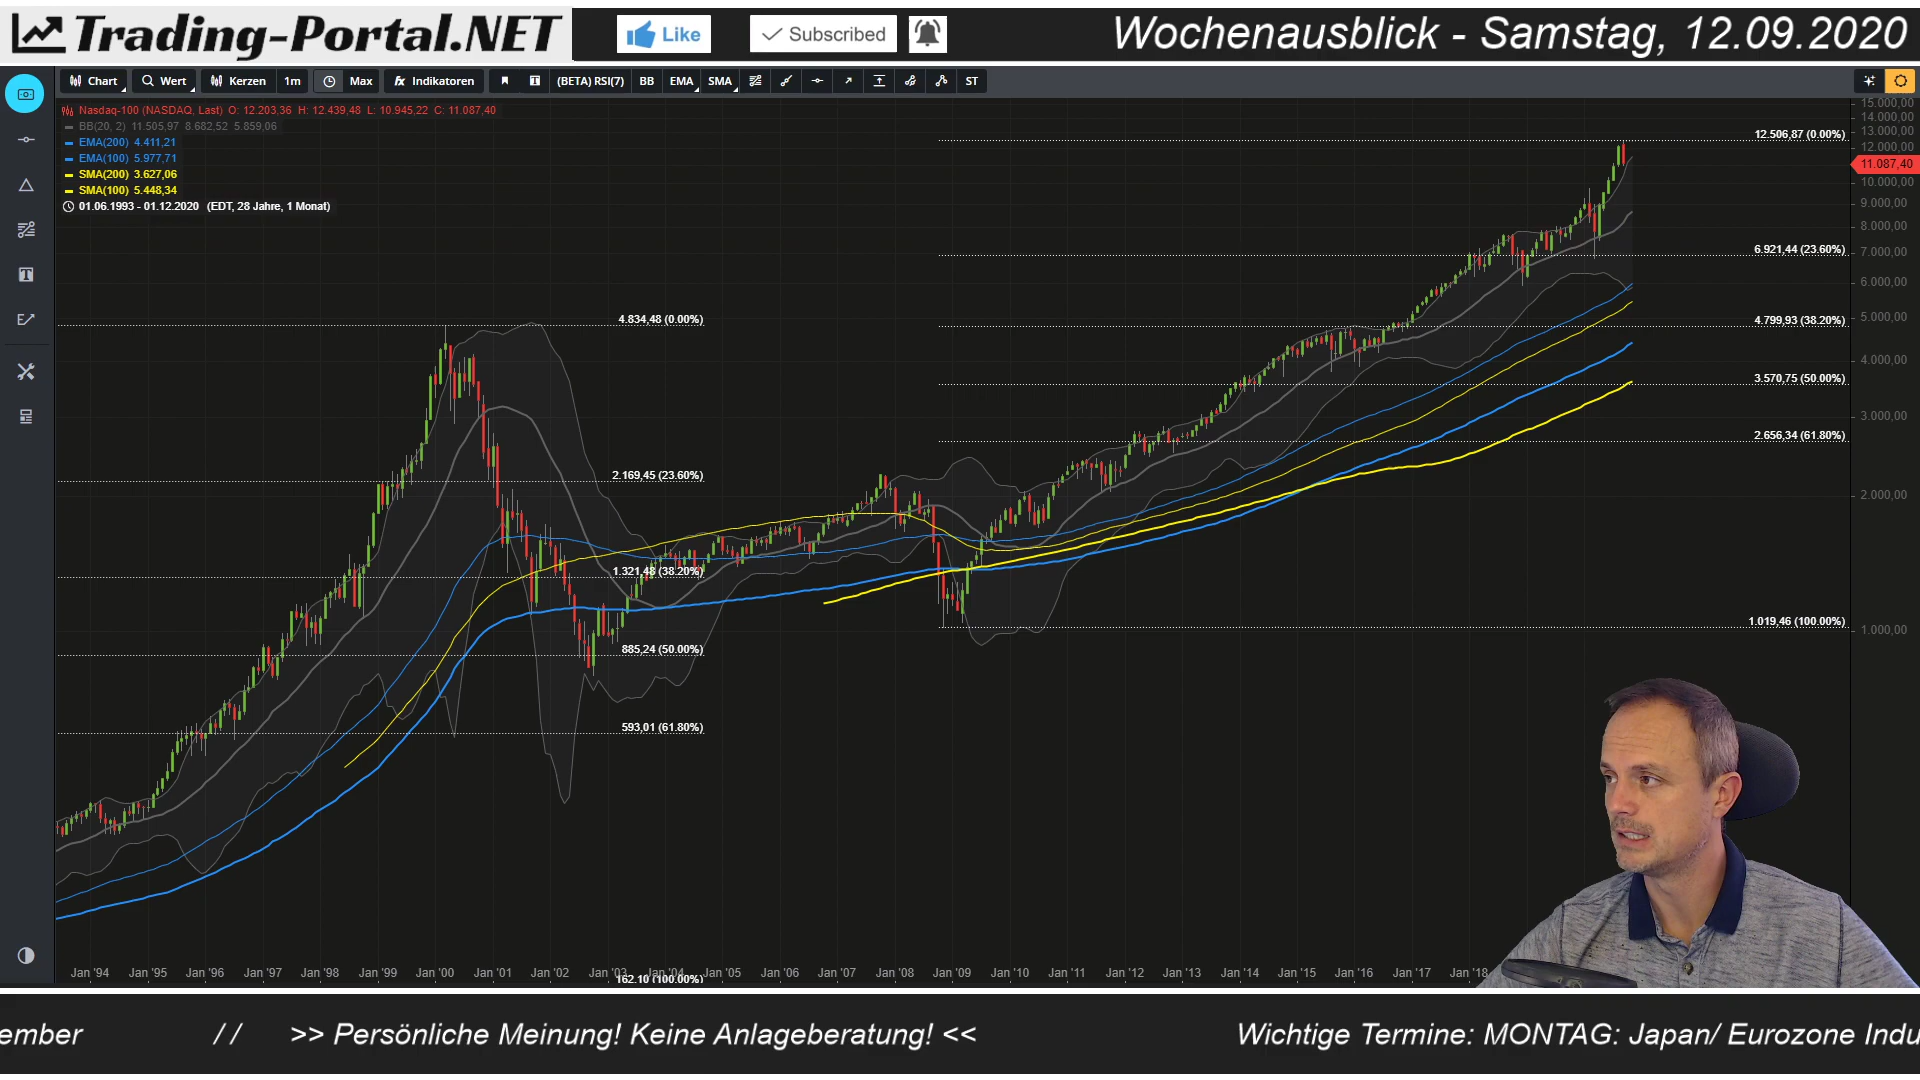 Trading-Portal.NET
Like
Subscribed
Wochenausblick - Samstag, 12.09.2020
Chart
Wert
Kerzen
1m
Max
fx Indikatoren
T
(BETA) RSI(7)
BB
EMA
SMA
ST
Nasdaq-100 (NASDAQ, Last) O: 12.203,36 H: 12.439,48 L: 10.945,22 C: 11.087,40
BB(20, 2) 11.505,97 8.682,52 5.859,06
EMA(200) 4.411,21
EMA(100) 5.977,71
SMA(200) 3.627,06
SMA(100) 5.448,34
01.06.1993 - 01.12.2020 (EDT, 28 Jahre, 1 Monat)
15.000,00
14.000,00
13.000,00
12.000,00
11.087,40
10.000,00
9.000,00
8.000,00
7.000,00
6.000,00
5.000,00
4.000,00
3.000,00
2.000,00
1.000,00
12.506,87 (0.00%)
6.921,44 (23.60%)
4.799,93 (38.20%)
3.570,75 (50.00%)
2.656,34 (61.80%)
1.019,46 (100.00%)
4.834,48 (0.00%)
2.169,45 (23.60%)
1.321,48 (38.20%)
885,24 (50.00%)
593,01 (61.80%)
162,10 (100.00%)
Jan '94
Jan '95
Jan '96
Jan '97
Jan '98
Jan '99
Jan '00
Jan '01
Jan '02
Jan '03
Jan '04
Jan '05
Jan '06
Jan '07
Jan '08
Jan '09
Jan '10
Jan '11
Jan '12
Jan '13
Jan '14
Jan '15
Jan '16
Jan '17
Jan '18
ember // >> Persönliche Meinung! Keine Anlageberatung! << Wichtige Termine: MONTAG: Japan/ Eurozone Indu